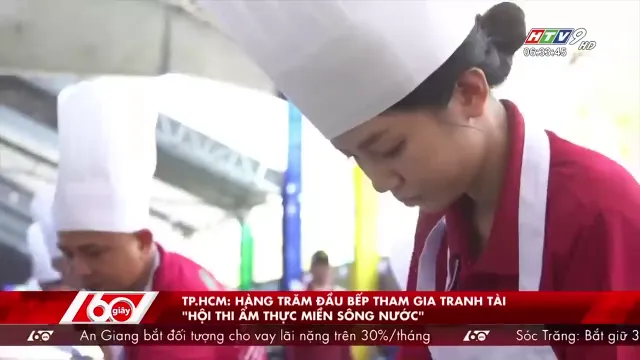 HTV9 HD
06:33:45
60 giây
TP.HCM: HÀNG TRĂM ĐẦU BẾP THAM GIA TRANH TÀI
"HỘI THI ẨM THỰC MIỀN SÔNG NƯỚC"
60 An Giang bắt đối tượng cho vay lãi nặng trên 30%/tháng 60 Sóc Trăng: Bắt giữ 3